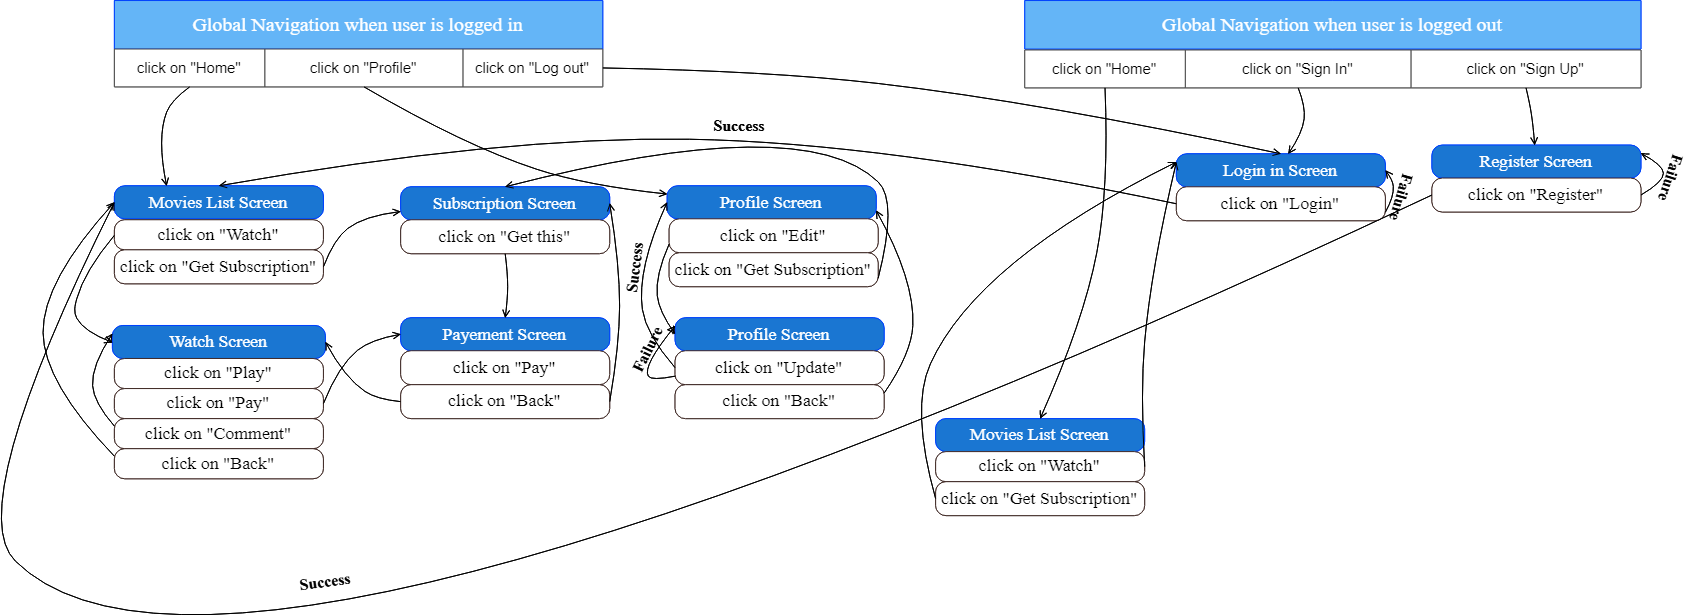 Global Navigation when user is logged in
click on "Home"
click on "Profile"
click on "Log out"
Global Navigation when user is logged out
click on "Home"
click on "Sign In"
click on "Sign Up"
Success
Movies List Screen
click on "Watch"
click on "Get Subscription"
Subscription Screen
click on "Get this"
Profile Screen
click on "Edit"
click on "Get Subscription"
Login in Screen
click on "Login"
Failure
Register Screen
click on "Register"
Failure
Success
Watch Screen
click on "Play"
click on "Pay"
click on "Comment"
click on "Back"
Payement Screen
click on "Pay"
click on "Back"
Failure
Profile Screen
click on "Update"
click on "Back"
Movies List Screen
click on "Watch"
click on "Get Subscription"
Success